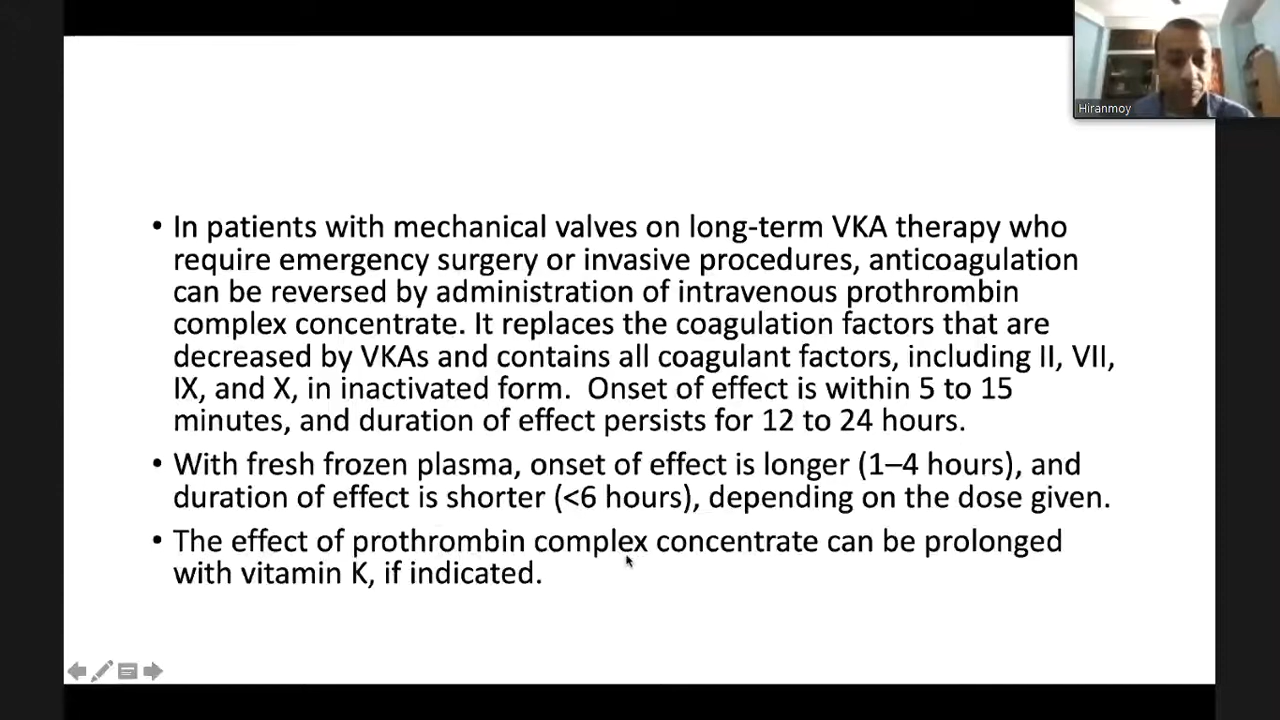 Hiranmoy
• In patients with mechanical valves on long-term VKA therapy who
require emergency surgery or invasive procedures, anticoagulation
can be reversed by administration of intravenous prothrombin
complex concentrate. It replaces the coagulation factors that are
decreased by VKAs and contains all coagulant factors, including II, VII,
IX, and X, in inactivated form.  Onset of effect is within 5 to 15
minutes, and duration of effect persists for 12 to 24 hours.
• With fresh frozen plasma, onset of effect is longer (1–4 hours), and
duration of effect is shorter (<6 hours), depending on the dose given.
• The effect of prothrombin complex concentrate can be prolonged
with vitamin K, if indicated.